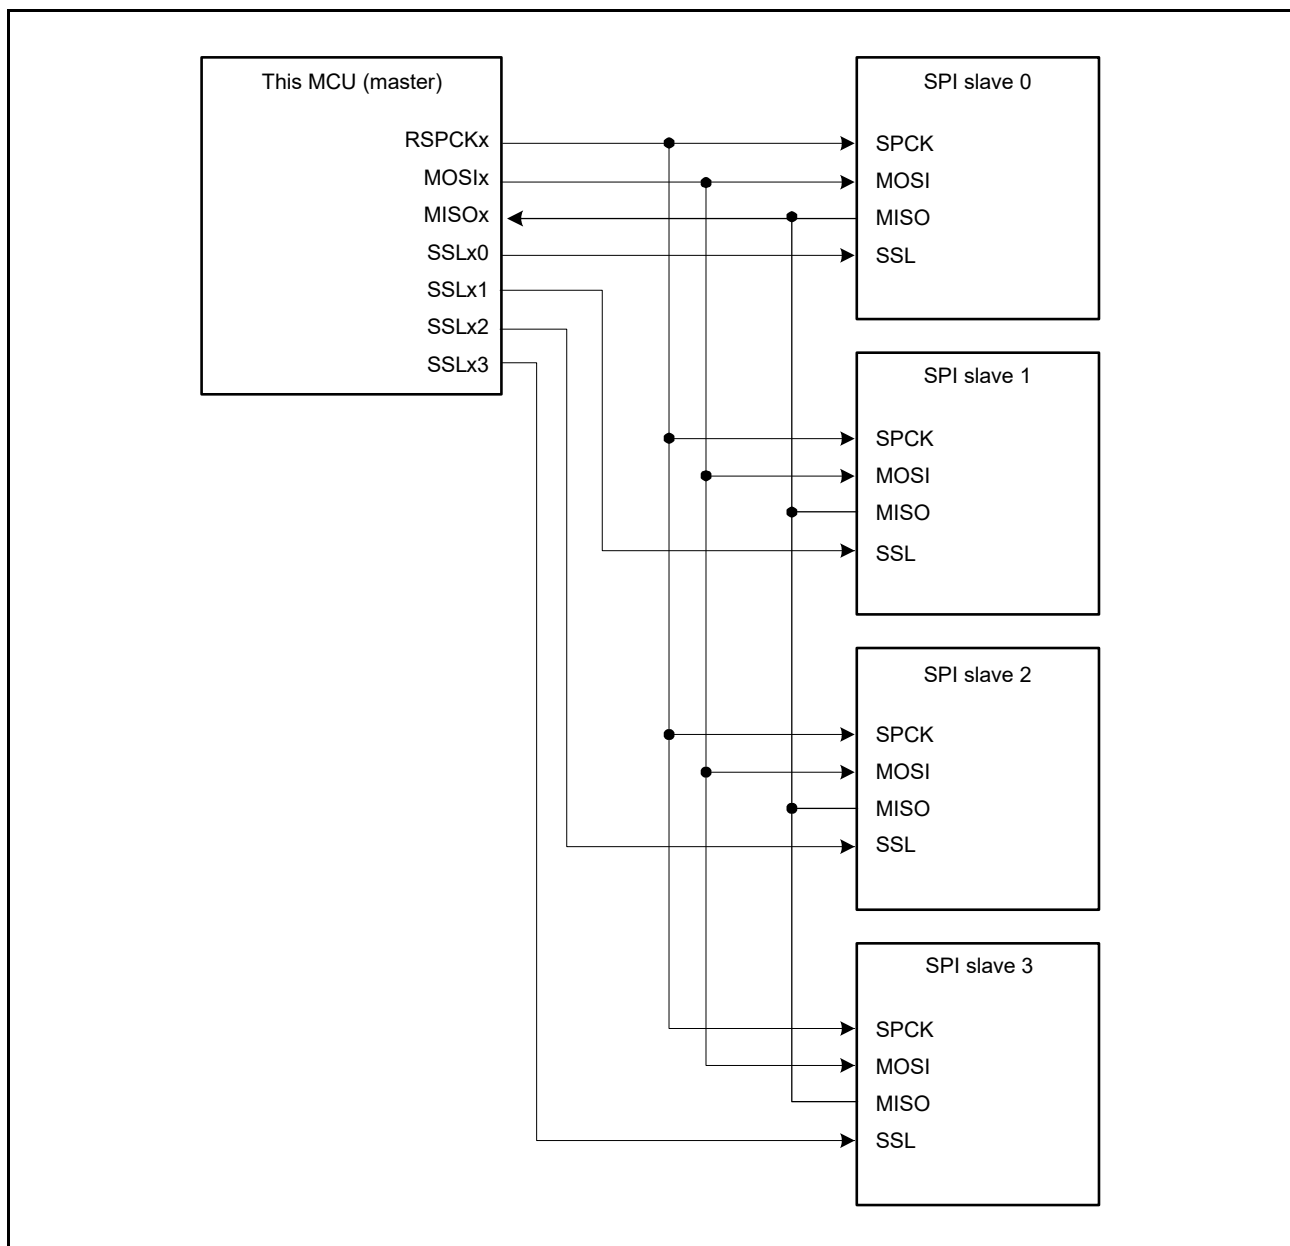 This MCU (master)
RSPCKx
MOSIx
MISOx
SSLx0
SSLx1
SSLx2
SSLx3
SPI slave 0
SPCK
MOSI
MISO
SSL
SPI slave 1
SPCK
MOSI
MISO
SSL
SPI slave 2
SPCK
MOSI
MISO
SSL
SPI slave 3
SPCK
MOSI
MISO
SSL